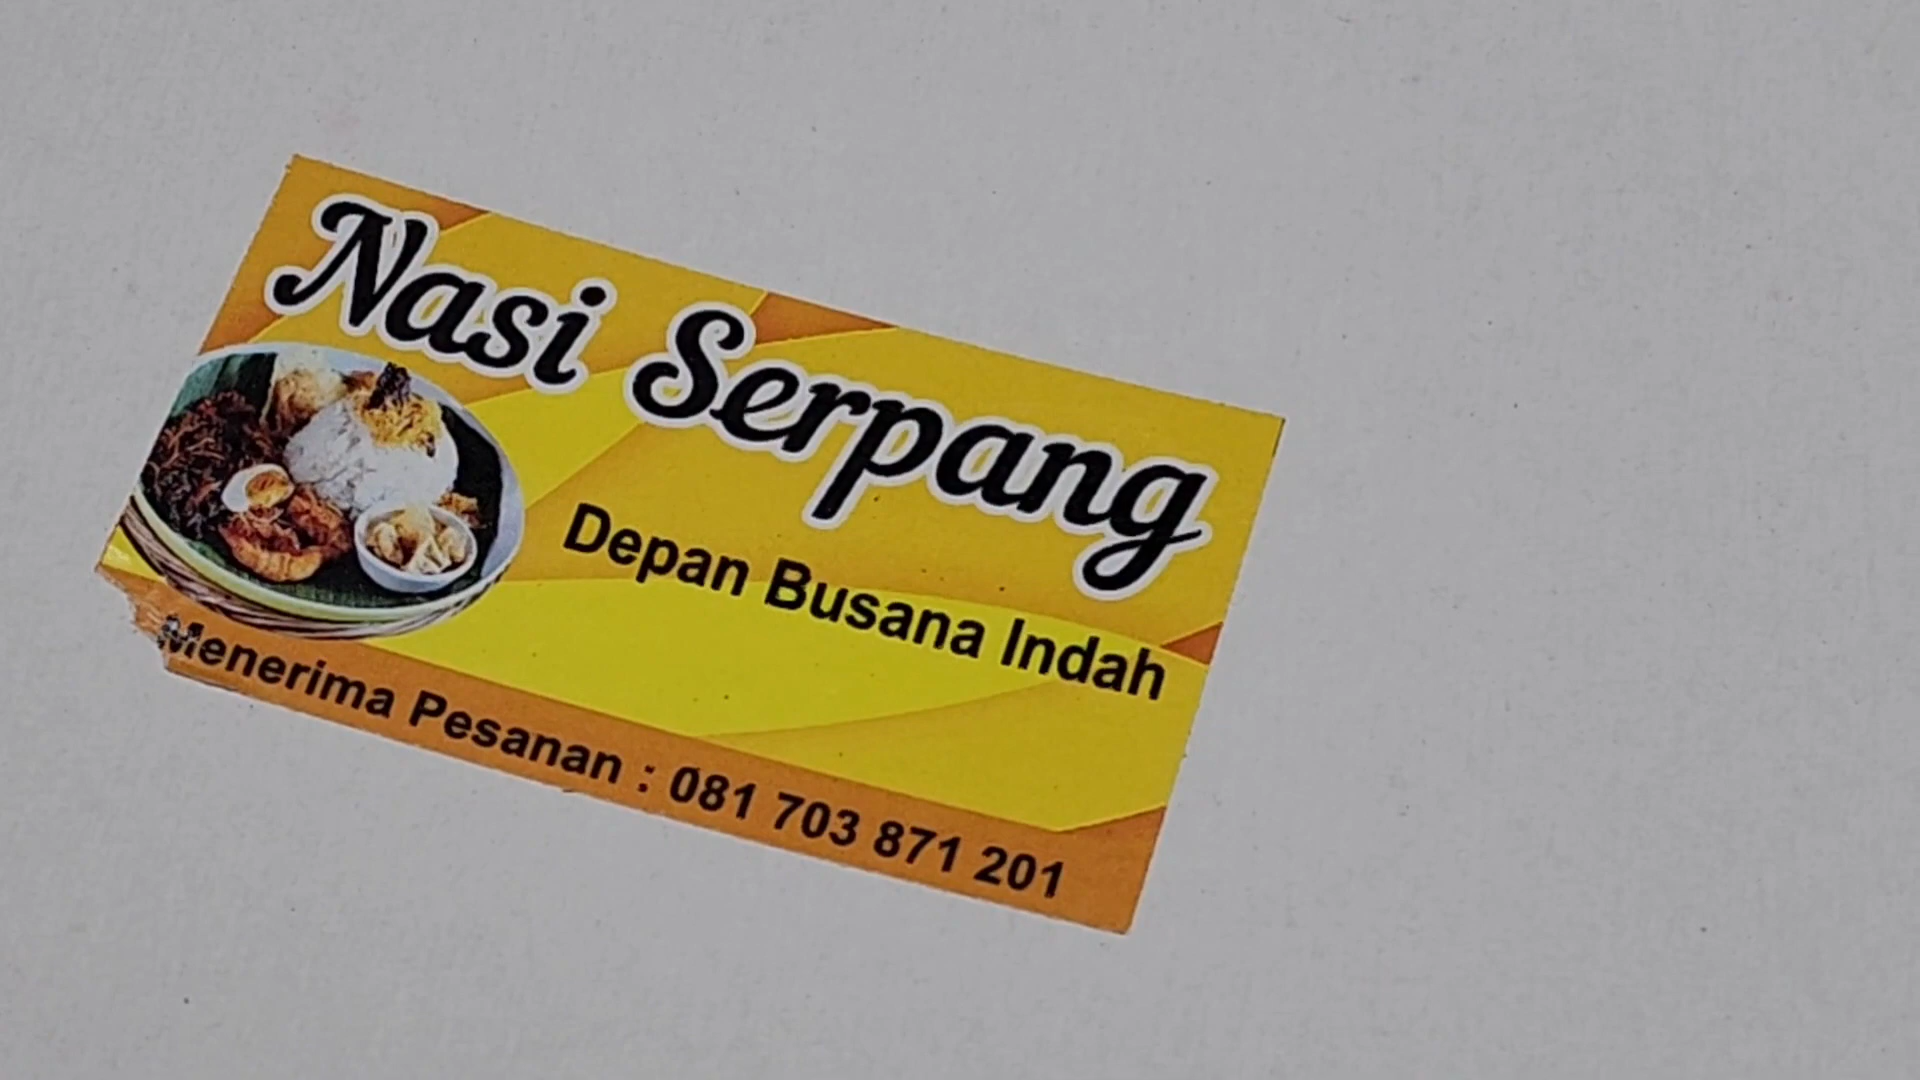 Nasi Serpang
Depan Busana Indah
Menerima Pesanan : 081 703 871 201